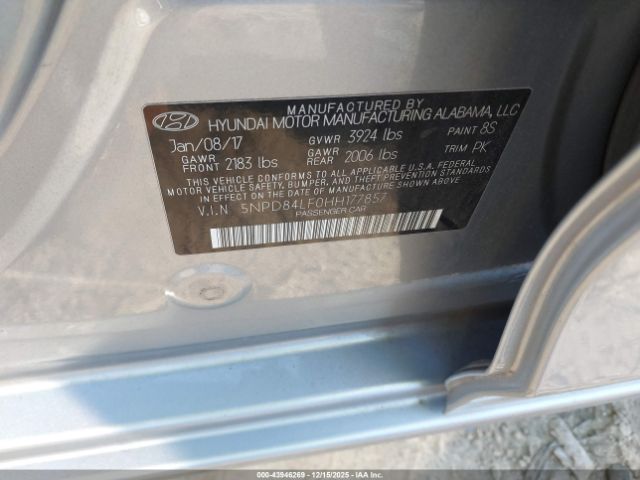 MANUFACTURED BY
HYUNDAI MOTOR MANUFACTURING ALABAMA, LLC
Jan/08/17 GVWR 3924 lbs PAINT 8S
GAWR FRONT 2183 lbs GAWR REAR 2006 lbs TRIM PK
THIS VEHICLE CONFORMS TO ALL APPLICABLE U.S.A. FEDERAL
MOTOR VEHICLE SAFETY, BUMPER, AND THEFT PREVENTION
STANDARDS IN EFFECT ON THE DATE OF MANUFACTURE SHOWN ABOVE.
V.I.N 5NPD84LF0HH177857
PASSENGER CAR
000-43946269 - 12/15/2025 - IAAI.COM